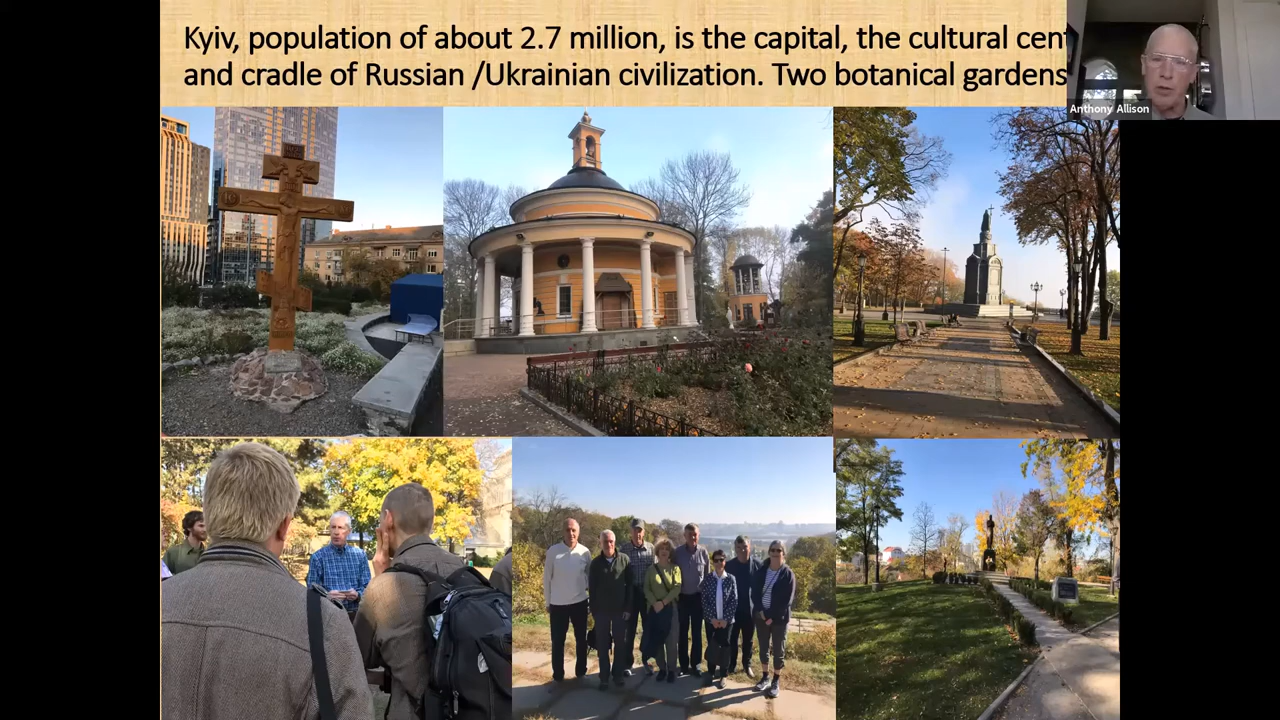 Kyiv, population of about 2.7 million, is the capital, the cultural cent
and cradle of Russian /Ukrainian civilization. Two botanical gardens
Anthony Allison